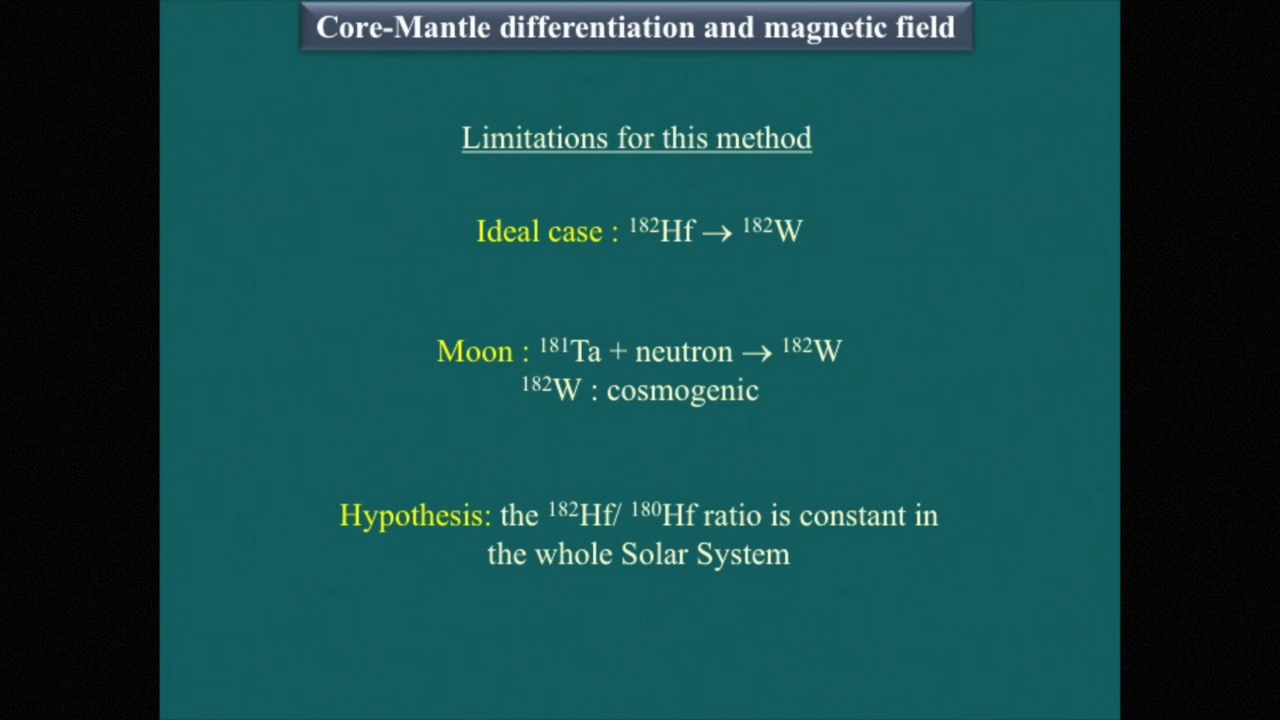 Core-Mantle differentiation and magnetic field
Limitations for this method
Ideal case : ¹⁸²Hf → ¹⁸²W
Moon : ¹⁸¹Ta + neutron → ¹⁸²W
¹⁸²W : cosmogenic
Hypothesis: the ¹⁸²Hf/ ¹⁸⁰Hf ratio is constant in
the whole Solar System